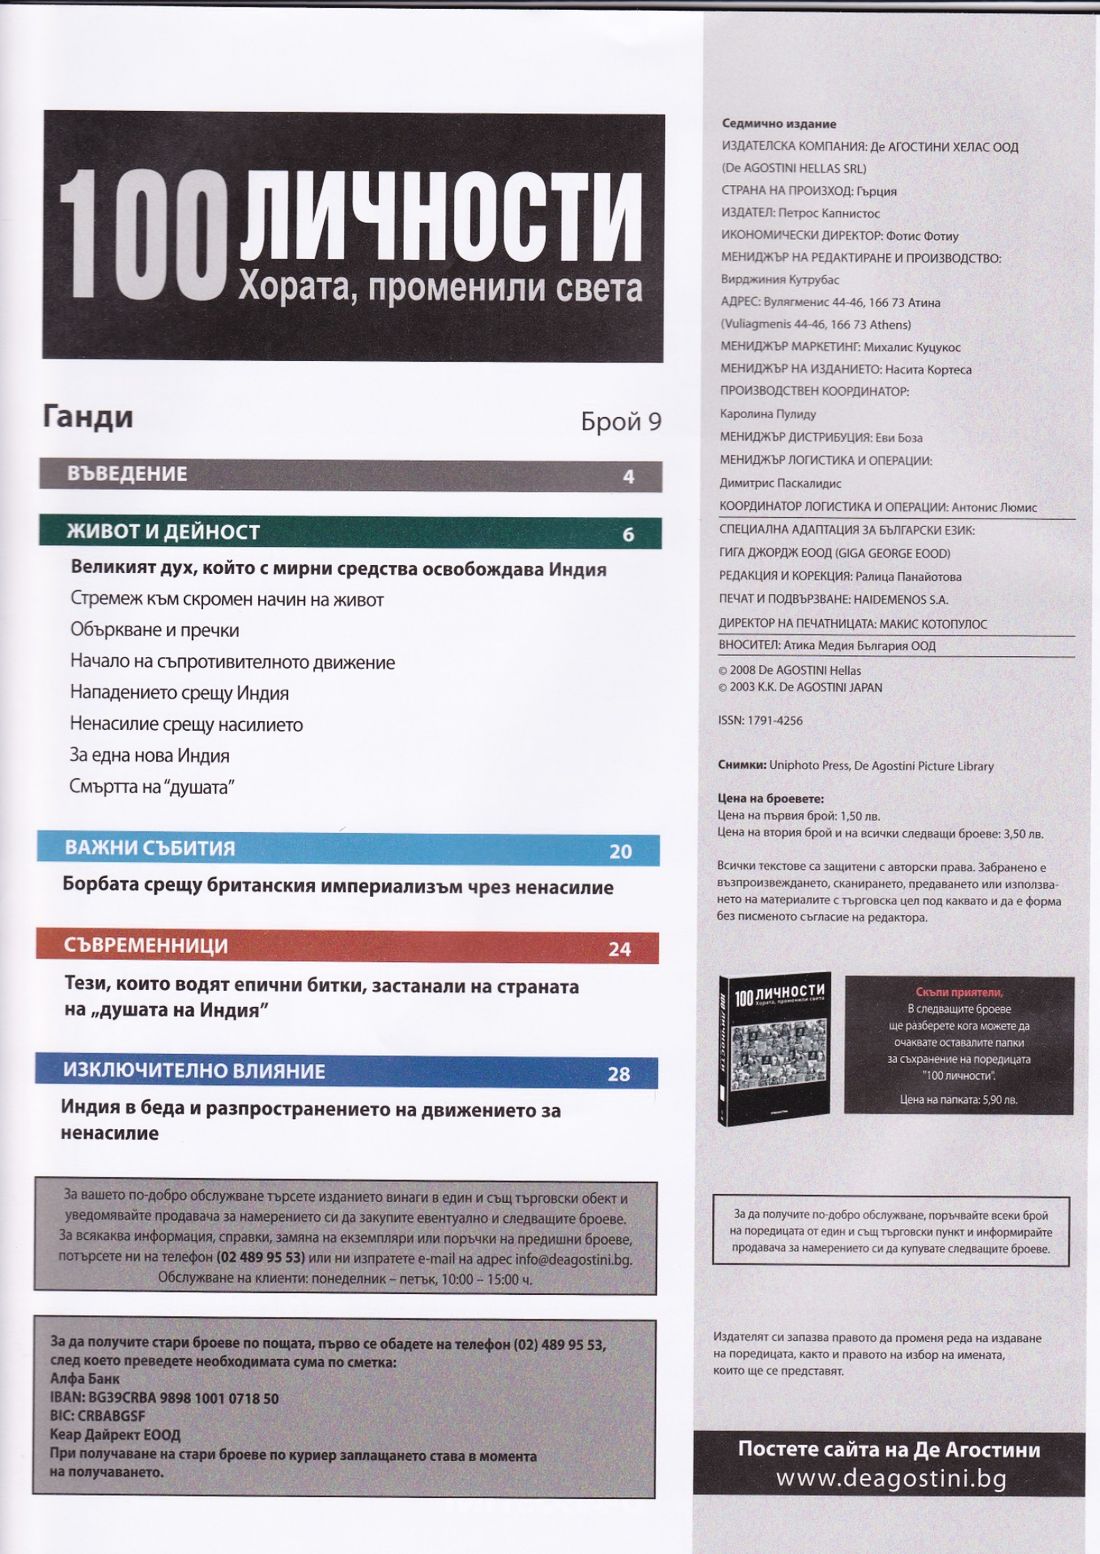 100 ЛИЧНОСТИ
Хората, променили света
Ганди
Брой 9
ВЪВЕДЕНИЕ 4
ЖИВОТ И ДЕЙНОСТ 6
Великият дух, който с мирни средства освобождава Индия
Стремеж към скромен начин на живот
Объркване и пречки
Начало на съпротивителното движение
Нападението срещу Индия
Ненасилие срещу насилието
За една нова Индия
Смъртта на “душата”
ВАЖНИ СЪБИТИЯ 20
Борбата срещу британския империализъм чрез ненасилие
СЪВРЕМЕННИЦИ 24
Тези, които водят епични битки, застанали на страната
на „душата на Индия”
ИЗКЛЮЧИТЕЛНО ВЛИЯНИЕ 28
Индия в беда и разпространението на движението за
ненасилие
За вашето по-добро обслужване търсете изданието винаги в един и същ търговски обект и
уведомявайте продавача за намерението си да закупите евентуално и следващите броеве.
За всякаква информация, справки, замяна на екземпляри или поръчки на предишни броеве,
потърсете ни на телефон (02 489 95 53) или ни изпратете e-mail на адрес info@deagostini.bg.
Обслужване на клиенти: понеделник – петък, 10:00 – 15:00 ч.
За да получите стари броеве по пощата, първо се обадете на телефон (02) 489 95 53,
след което преведете необходимата сума по сметка:
Алфа Банк
IBAN: BG39CRBA 9898 1001 0718 50
BIC: CRBABGSF
Кеар Дайрект ЕООД
При получаване на стари броеве по куриер заплащането става в момента
на получаването.
Седмично издание
ИЗДАТЕЛСКА КОМПАНИЯ: Де АГОСТИНИ ХЕЛАС ООД
(De AGOSTINI HELLAS SRL)
СТРАНА НА ПРОИЗХОД: Гърция
ИЗДАТЕЛ: Петрос Капнистос
ИКОНОМИЧЕСКИ ДИРЕКТОР: Фотис Фотиу
МЕНИДЖЪР НА РЕДАКТИРАНЕ И ПРОИЗВОДСТВО:
Вирджиния Кутрубас
АДРЕС: Вулягменис 44-46, 166 73 Атина
(Vuliagmenis 44-46, 166 73 Athens)
МЕНИДЖЪР МАРКЕТИНГ: Михалис Куцукос
МЕНИДЖЪР НА ИЗДАНИЕТО: Насита Кортеса
ПРОИЗВОДСТВЕН КООРДИНАТОР:
Каролина Пулиду
МЕНИДЖЪР ДИСТРИБУЦИЯ: Еви Боза
МЕНИДЖЪР ЛОГИСТИКА И ОПЕРАЦИИ:
Димитрис Паскалидис
КООРДИНАТОР ЛОГИСТИКА И ОПЕРАЦИИ: Антонис Люмис
СПЕЦИАЛНА АДАПТАЦИЯ ЗА БЪЛГАРСКИ ЕЗИК:
ГИГА ДЖОРДЖ ЕООД (GIGA GEORGE EOOD)
РЕДАКЦИЯ И КОРЕКЦИЯ: Ралица Панайотова
ПЕЧАТ И ПОДВЪРЗВАНЕ: HAIDEMENOS S.A.
ДИРЕКТОР НА ПЕЧАТНИЦАТА: МАКИС КОТОПУЛОС
ВНОСИТЕЛ: Атика Медия България ООД
© 2008 De AGOSTINI Hellas
© 2003 K.K. De AGOSTINI JAPAN
ISSN: 1791-4256
Снимки: Uniphoto Press, De Agostini Picture Library
Цена на броевете:
Цена на първия брой: 1,50 лв.
Цена на втория брой и на всички следващи броеве: 3,50 лв.
Всички текстове са защитени с авторски права. Забранено е
възпроизвеждането, сканирането, предаването или използва-
нето на материалите с търговска цел под каквато и да е форма
без писменото съгласие на редактора.
100 ЛИЧНОСТИ
Хората, променили света
100 ЛИЧНОСТИ
Скъпи приятели,
В следващите броеве
ще разберете кога можете да
очаквате оставалите папки
за съхранение на поредицата
"100 личности".
Цена на папката: 5,90 лв.
За да получите по-добро обслужване, поръчвайте всеки брой
на поредицата от един и същ търговски пункт и информирайте
продавача за намерението си да купувате следващите броеве.
Издателят си запазва правото да променя реда на издаване
на поредицата, както и правото на избор на имената,
които ще се представят.
Постете сайта на Де Агостини
www.deagostini.bg